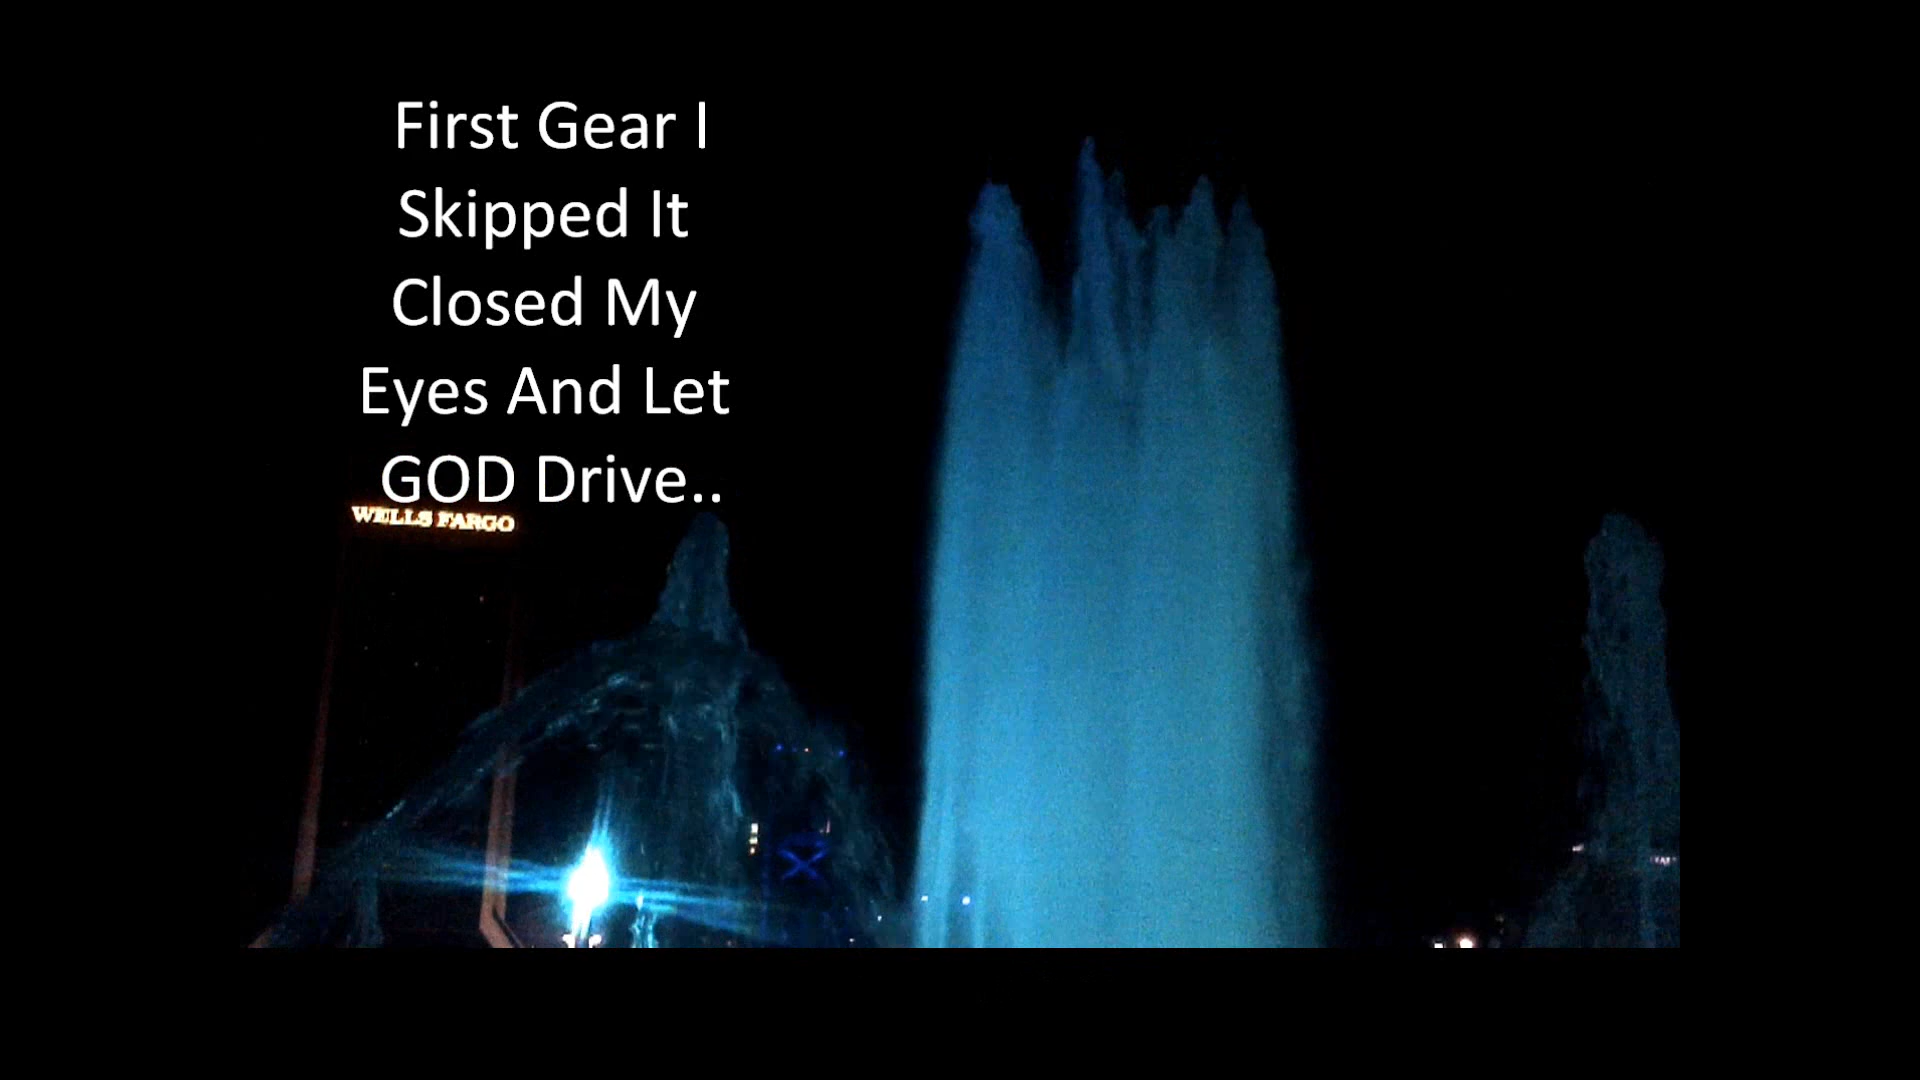 First Gear I
Skipped It
Closed My
Eyes And Let
GOD Drive..
WELLS FARGO